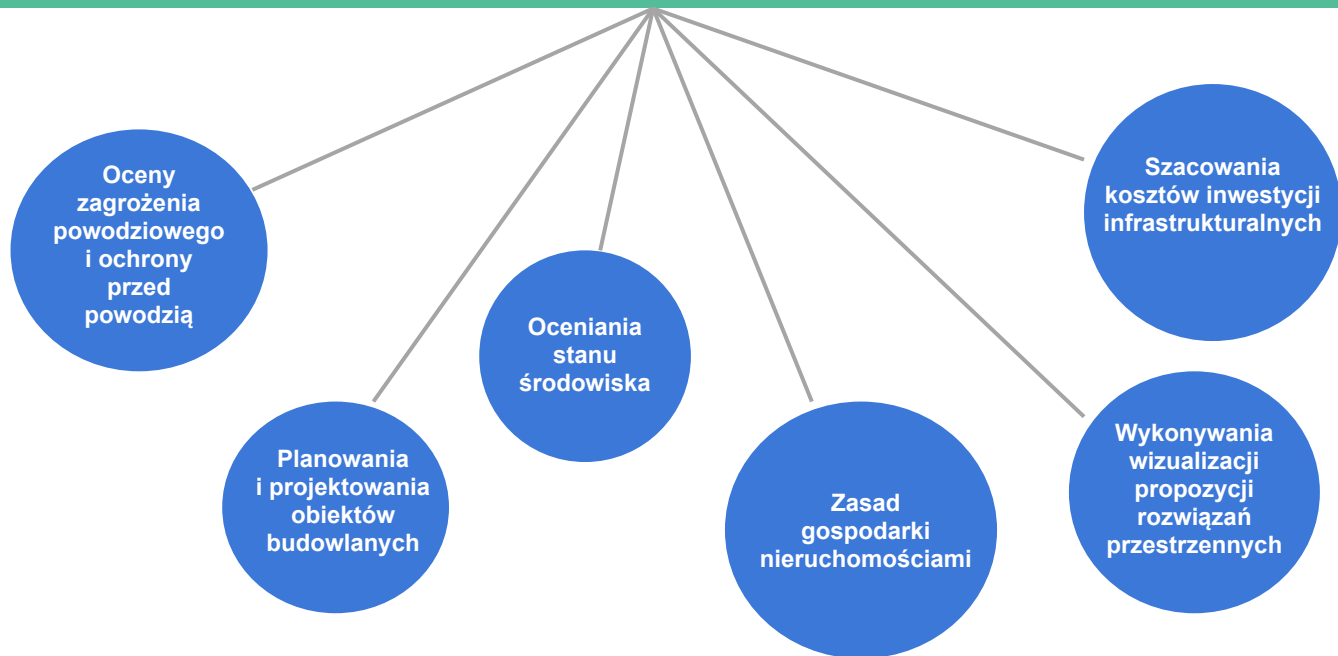 Oceny
zagrożenia
powodziowego
i ochrony
przed
powodzią
Planowania
i projektowania
obiektów
budowlanych
Oceniania
stanu
środowiska
Zasad
gospodarki
nieruchomościami
Szacowania
kosztów inwestycji
infrastrukturalnych
Wykonywania
wizualizacji
propozycji
rozwiązań
przestrzennych